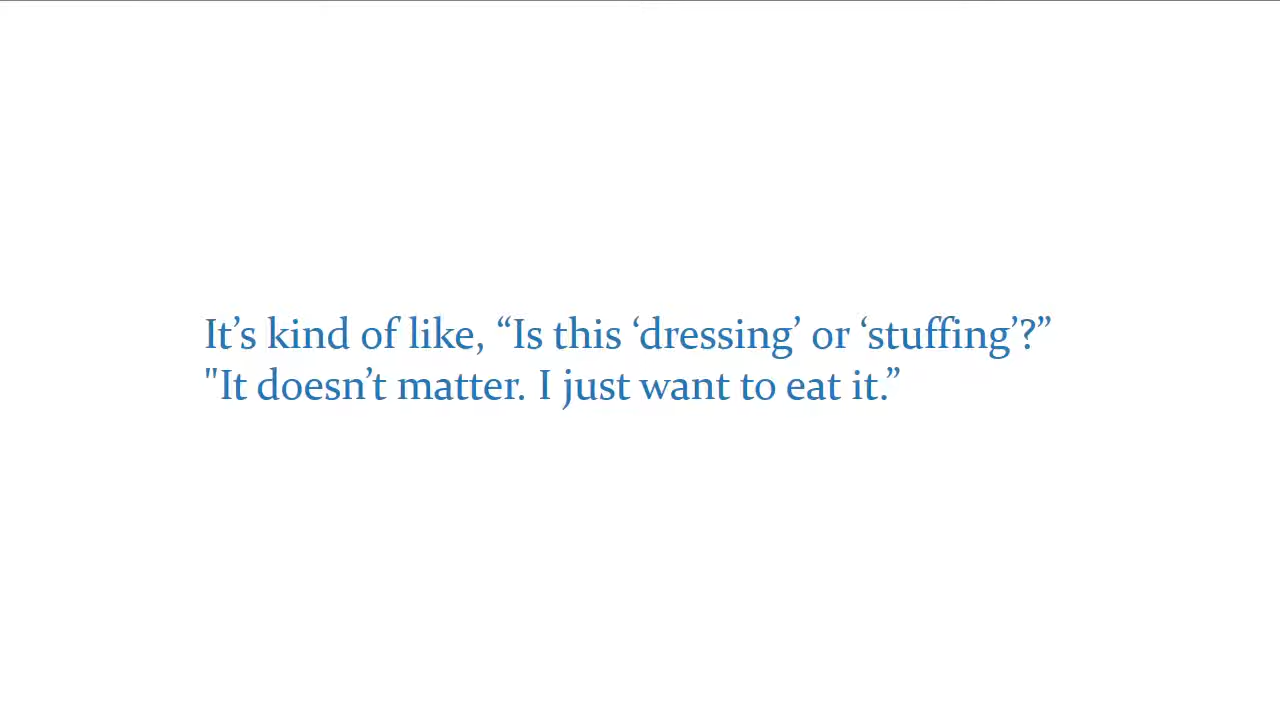 It’s kind of like, “Is this ‘dressing’ or ‘stuffing’?”
"It doesn’t matter. I just want to eat it.”